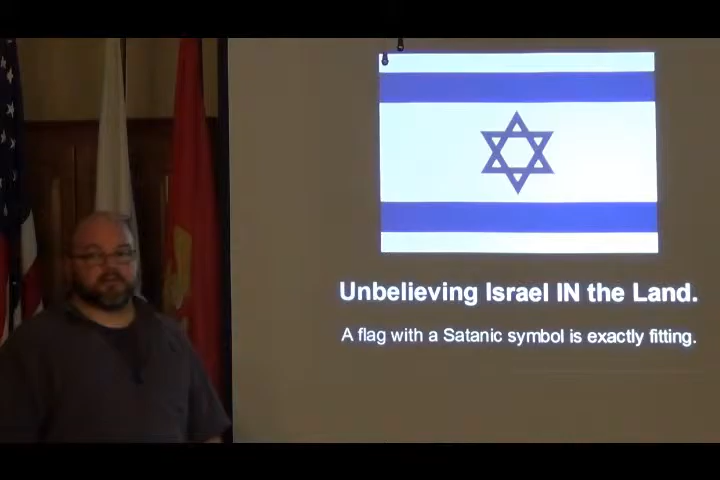 Unbelieving Israel IN the Land.
A flag with a Satanic symbol is exactly fitting.